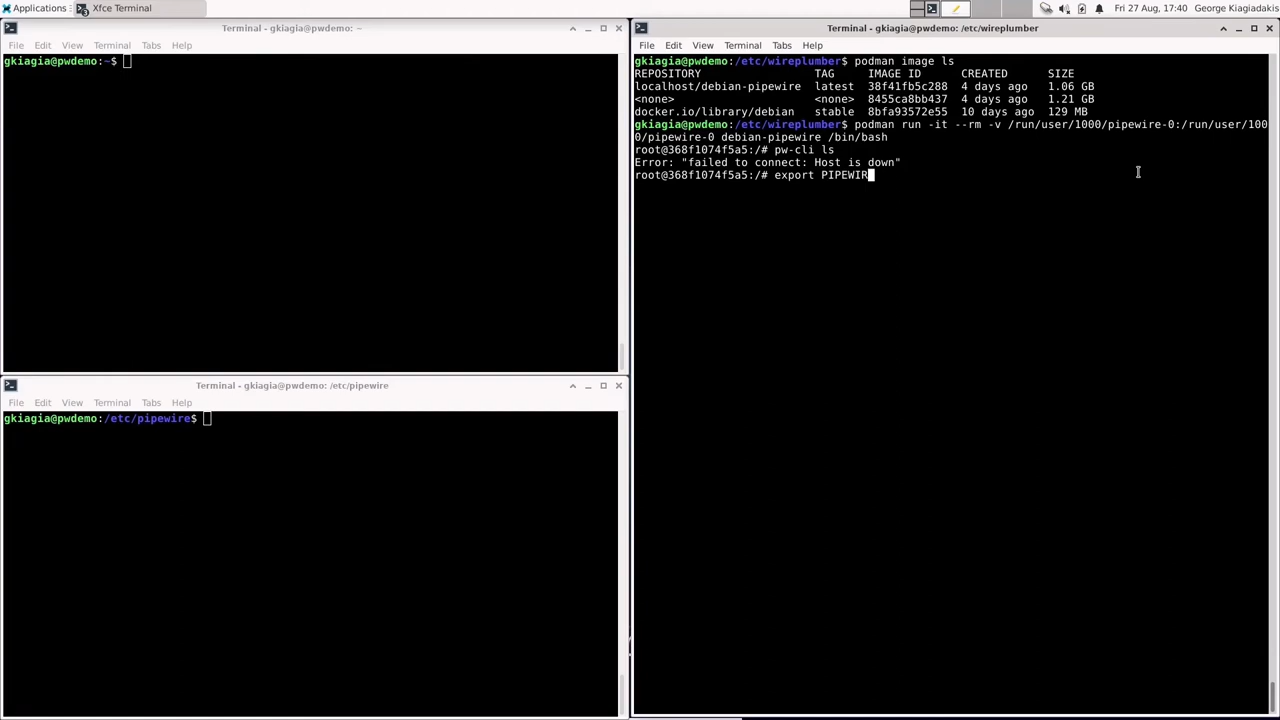 Applications
Xfce Terminal
Fri 27 Aug, 17:40
George Kiagiadakis
Terminal - gkiagia@pwdemo: ~
File Edit View Terminal Tabs Help
gkiagia@pwdemo:~$
Terminal - gkiagia@pwdemo: /etc/pipewire
File Edit View Terminal Tabs Help
gkiagia@pwdemo:/etc/pipewire$
Terminal - gkiagia@pwdemo: /etc/wireplumber
File Edit View Terminal Tabs Help
gkiagia@pwdemo:/etc/wireplumber$ podman image ls
REPOSITORY TAG IMAGE ID CREATED SIZE
localhost/debian-pipewire latest 38f41fb5c288 4 days ago 1.06 GB
<none> <none> 8455ca8bb437 4 days ago 1.21 GB
docker.io/library/debian stable 8bfa93572e55 10 days ago 129 MB
gkiagia@pwdemo:/etc/wireplumber$ podman run -it --rm -v /run/user/1000/pipewire-0:/run/user/100
0/pipewire-0 debian-pipewire /bin/bash
root@368f1074f5a5:/# pw-cli ls
Error: "failed to connect: Host is down"
root@368f1074f5a5:/# export PIPEWIR